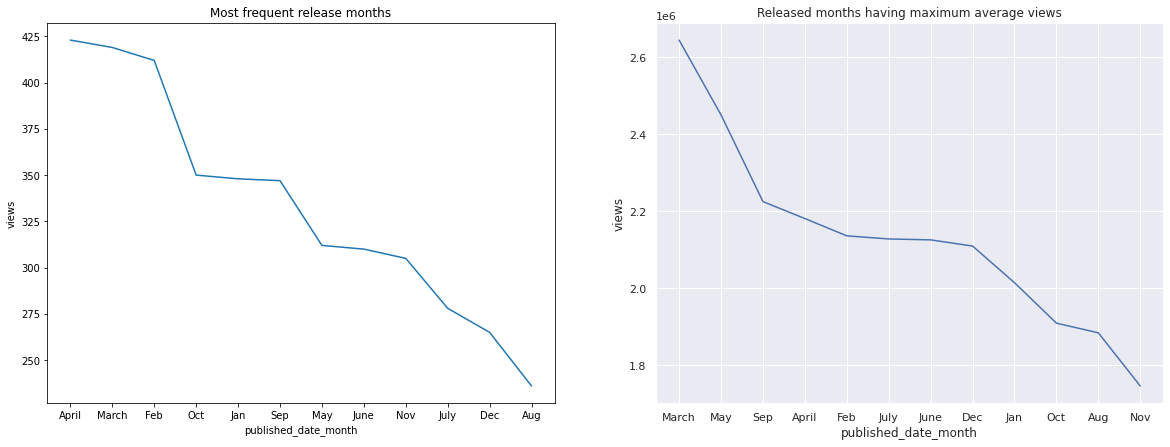 Most frequent release months
425
400
375
350
325
300
275
250
views
April March Feb Oct Jan Sep May June Nov July Dec Aug
published_date_month
Released months having maximum average views
1e6
2.6
2.4
2.2
2.0
1.8
views
March May Sep April Feb July June Dec Jan Oct Aug Nov
published_date_month